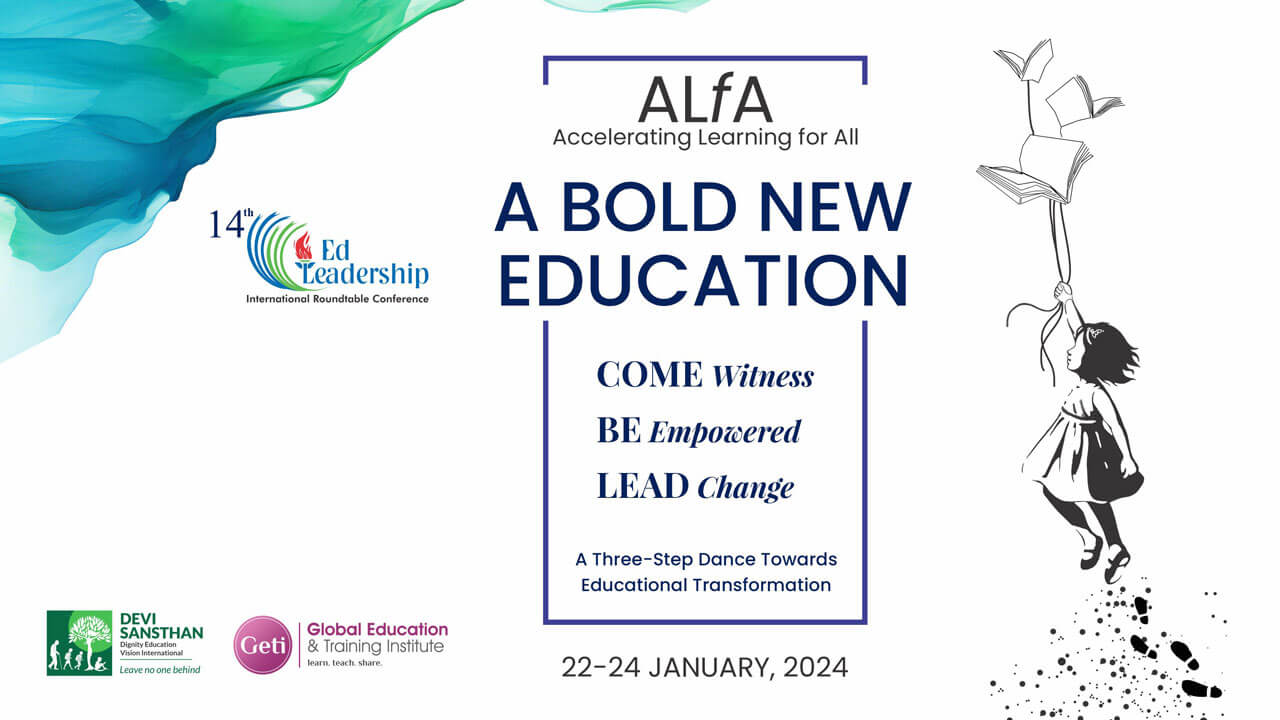 ALfA
Accelerating Learning for All
A BOLD NEW
EDUCATION
14th
Ed
Leadership
International Roundtable Conference
COME Witness
BE Empowered
LEAD Change
A Three-Step Dance Towards
Educational Transformation
22-24 JANUARY, 2024
DEVI
SANSTHAN
Dignity Education
Vision International
Leave no one behind
Geti
Global Education
& Training Institute
learn. teach. share.